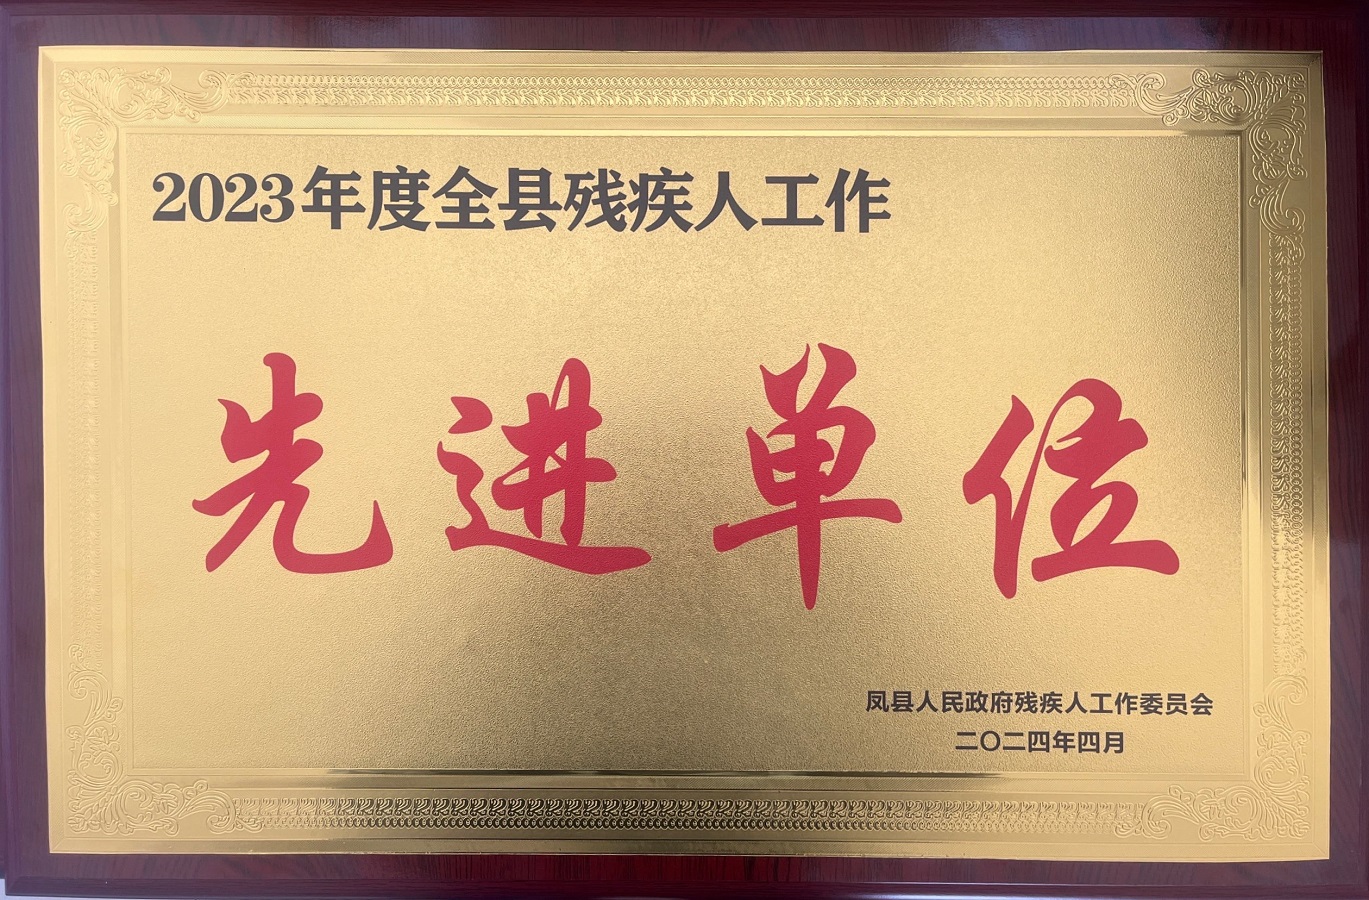 2023年度全县残疾人工作
先进单位
凤县人民政府残疾人工作委员会
二〇二四年四月